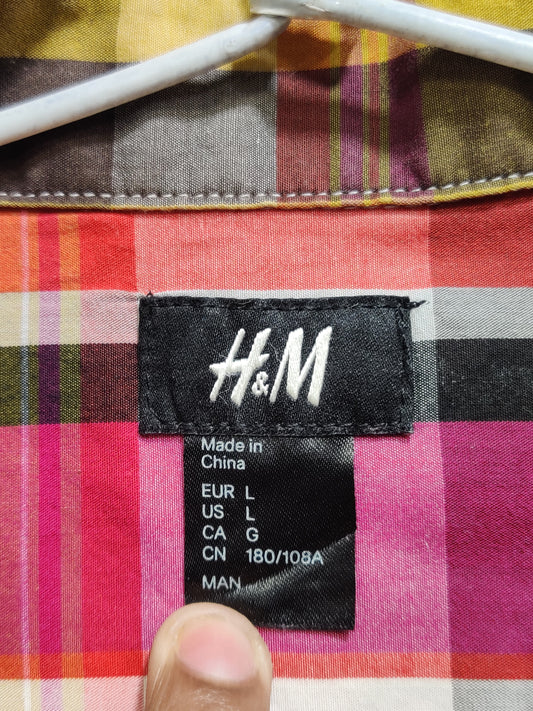 H&M
Made in
China
EUR L
US L
CA G
CN 180/108A
MAN